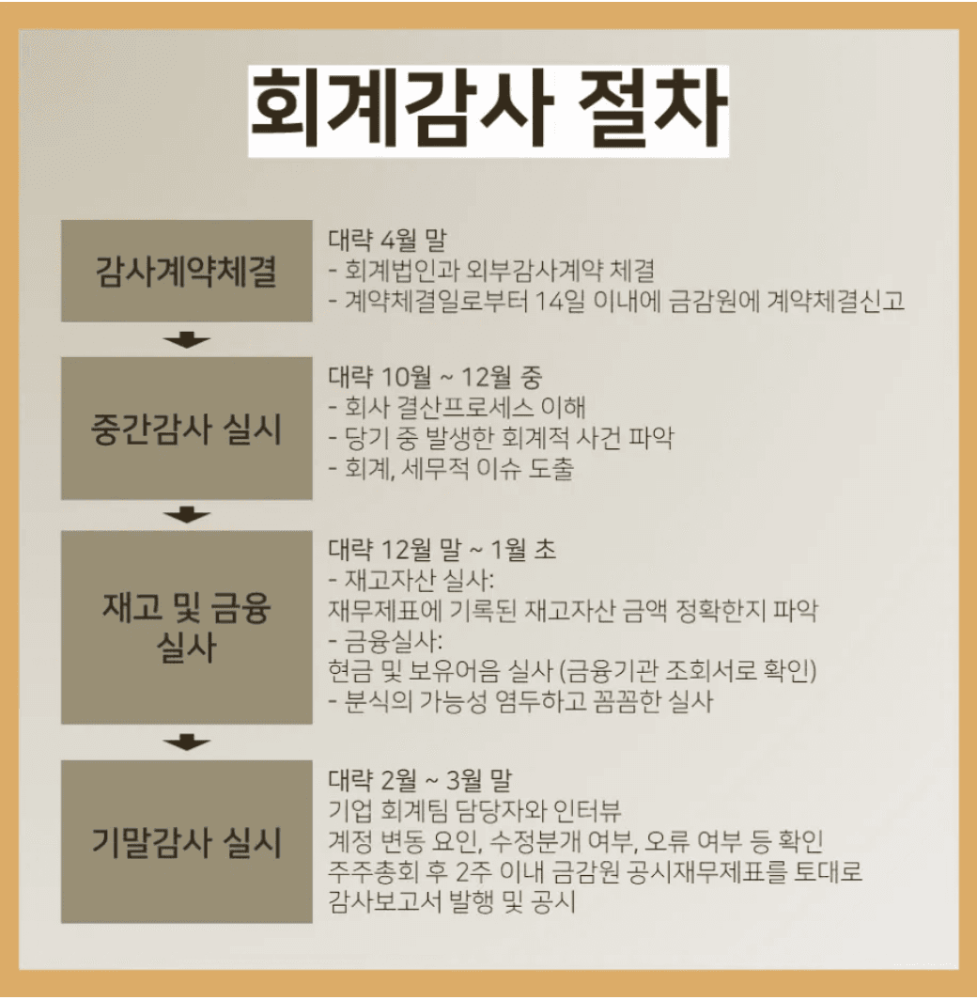 회계감사 절차
감사계약체결
대략 4월 말
- 회계법인과 외부감사계약 체결
- 계약체결일로부터 14일 이내에 금감원에 계약체결신고
중간감사 실시
대략 10월 ~ 12월 중
- 회사 결산프로세스 이해
- 당기 중 발생한 회계적 사건 파악
- 회계, 세무적 이슈 도출
재고 및 금융
실사
대략 12월 말 ~ 1월 초
- 재고자산 실사:
재무제표에 기록된 재고자산 금액 정확한지 파악
- 금융실사:
현금 및 보유어음 실사 (금융기관 조회서로 확인)
- 분식의 가능성 염두하고 꼼꼼한 실사
기말감사 실시
대략 2월 ~ 3월 말
기업 회계팀 담당자와 인터뷰
계정 변동 요인, 수정분개 여부, 오류 여부 등 확인
주주총회 후 2주 이내 금감원 공시재무제표를 토대로
감사보고서 발행 및 공시